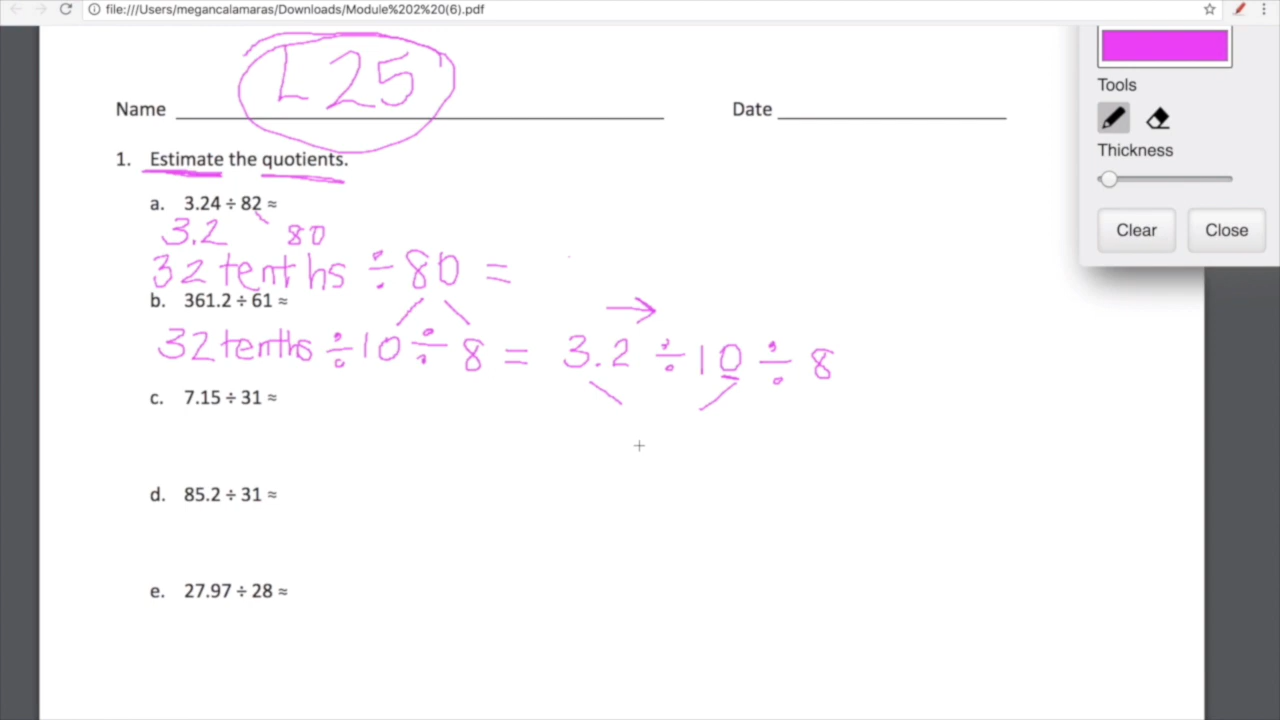 file:///Users/megancalamaras/Downloads/Module%202%20(6).pdf
L 25
Name Date
Tools
Thickness
Clear Close
1. Estimate the quotients.
a. 3.24 ÷ 82 ≈
3.2 80
32 tenths ÷ 80 =
b. 361.2 ÷ 61 ≈
32 tenths ÷ 10 ÷ 8 = 3.2 ÷ 10 ÷ 8
c. 7.15 ÷ 31 ≈
d. 85.2 ÷ 31 ≈
e. 27.97 ÷ 28 ≈